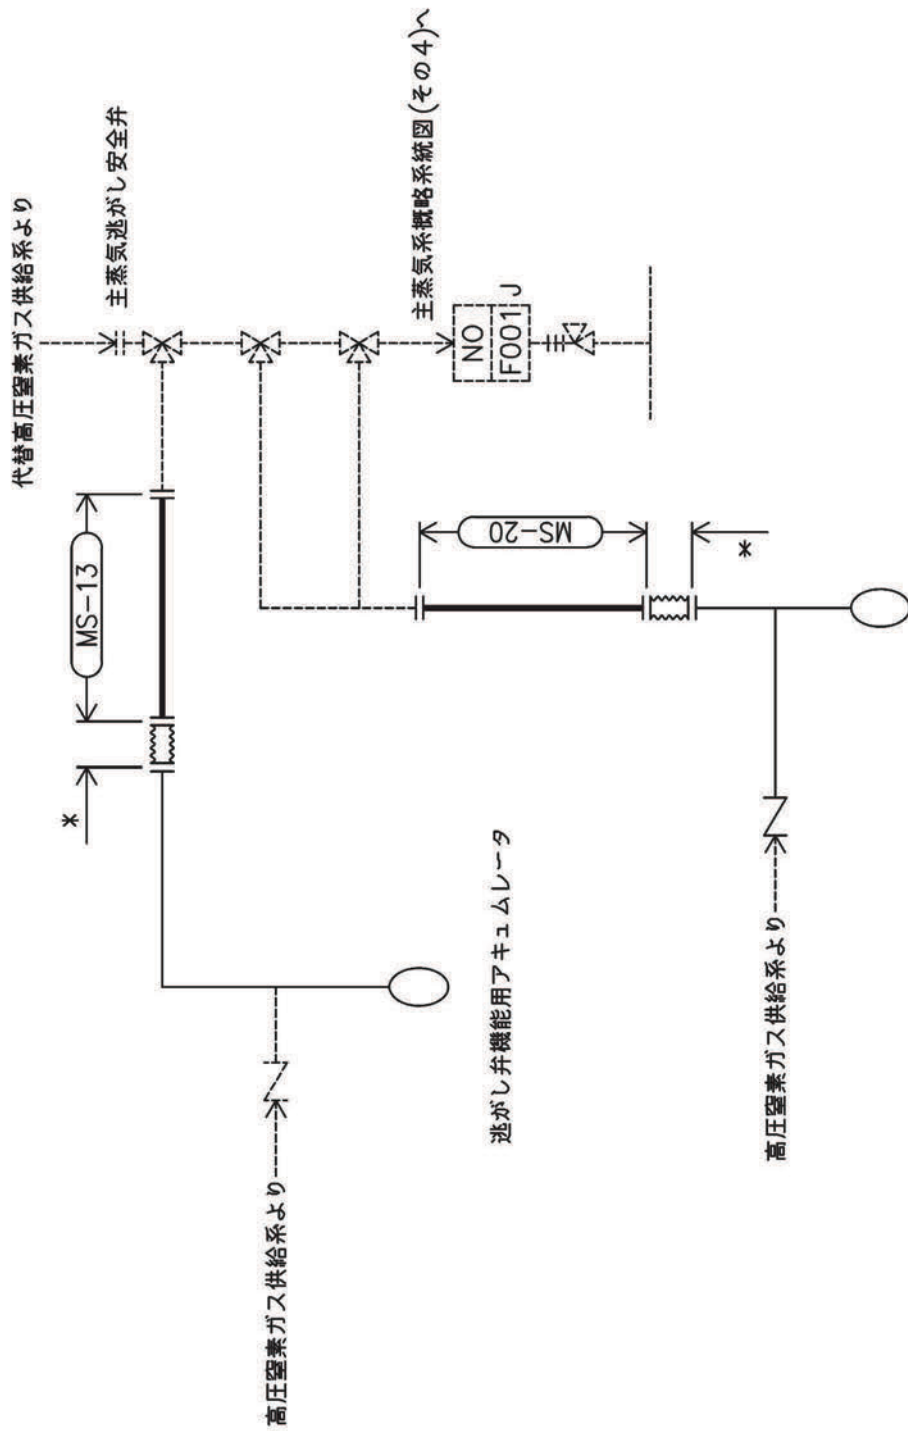 代替高圧窒素ガス供給系より
主蒸気逃がし安全弁
主蒸気系概略系統図(その4)へ
NO
F001J
MS-13
*
MS-20
*
逃がし弁機能用アキュムレータ
高圧窒素ガス供給系より
高圧窒素ガス供給系より